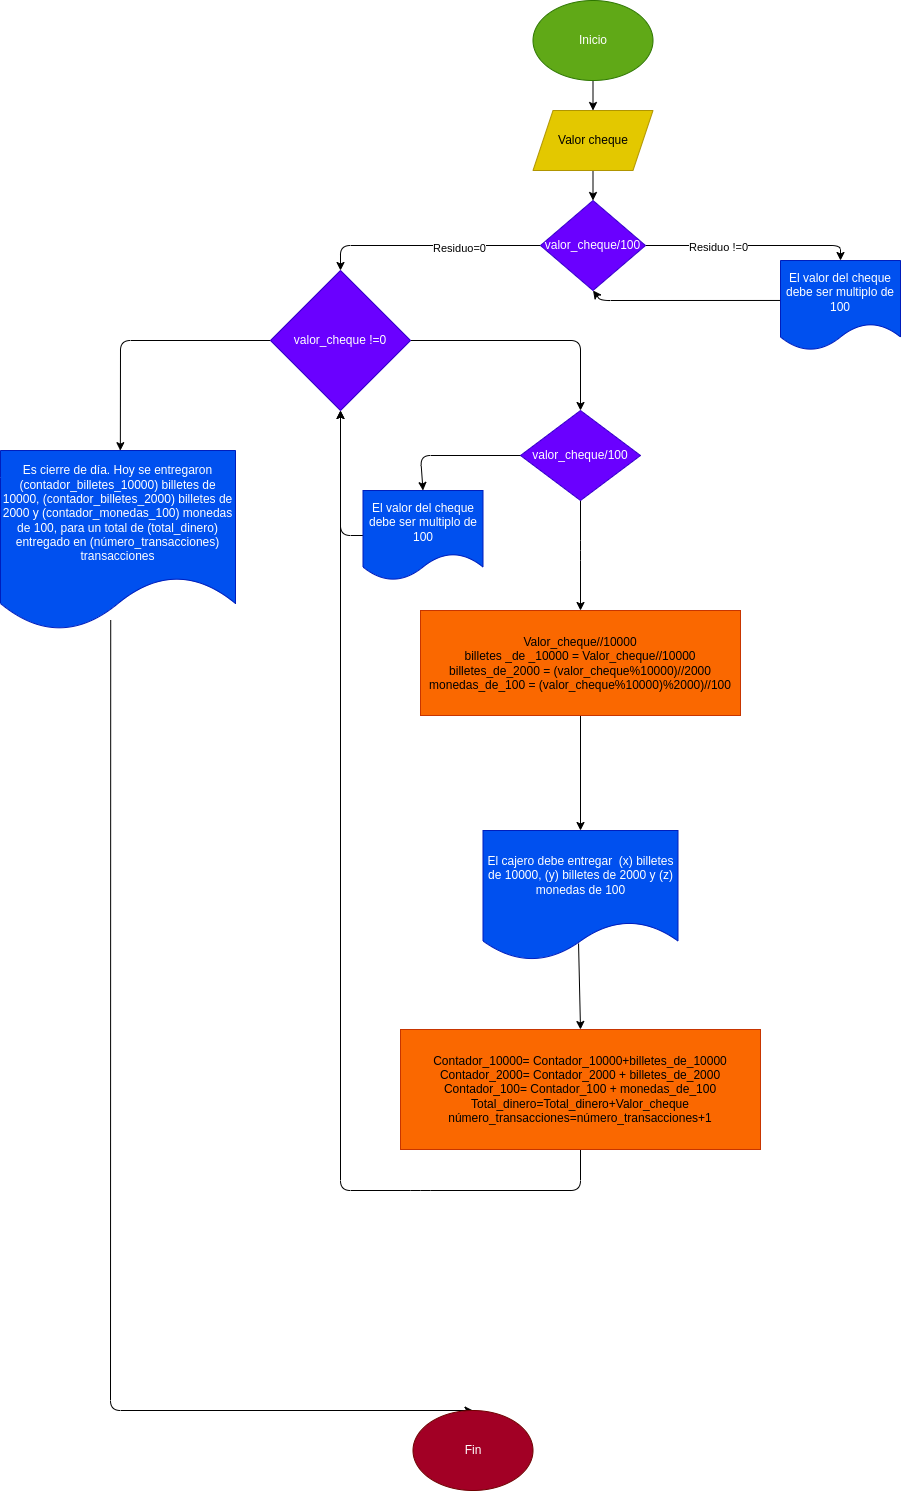 Inicio
Valor cheque
valor_cheque/100
Residuo=0
Residuo !=0
El valor del cheque
debe ser multiplo de
100
valor_cheque !=0
valor_cheque/100
Es cierre de día. Hoy se entregaron
(contador_billetes_10000) billetes de
10000, (contador_billetes_2000) billetes de
2000 y (contador_monedas_100) monedas
de 100, para un total de (total_dinero)
entregado en (número_transacciones)
transacciones
El valor del cheque
debe ser multiplo de
100
Valor_cheque//10000
billetes _de _10000 = Valor_cheque//10000
billetes_de_2000 = (valor_cheque%10000)//2000
monedas_de_100 = (valor_cheque%10000)%2000)//100
El cajero debe entregar (x) billetes
de 10000, (y) billetes de 2000 y (z)
monedas de 100
Contador_10000= Contador_10000+billetes_de_10000
Contador_2000= Contador_2000 + billetes_de_2000
Contador_100= Contador_100 + monedas_de_100
Total_dinero=Total_dinero+Valor_cheque
número_transacciones=número_transacciones+1
Fin